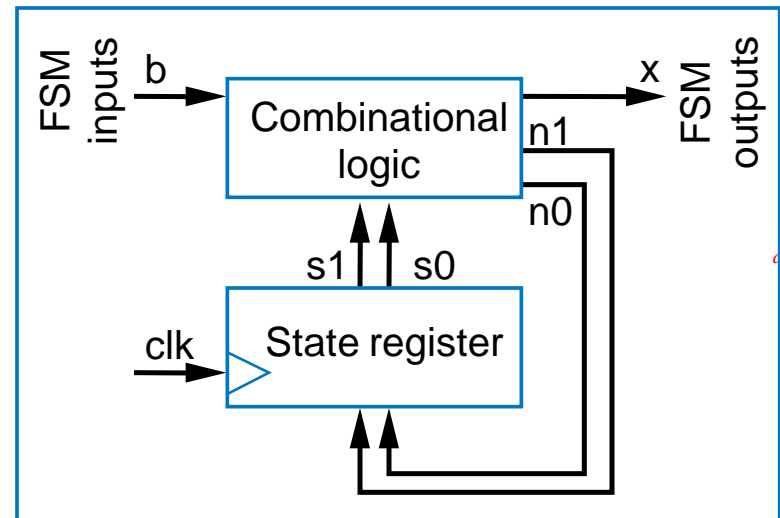 FSM
inputs
b
x
FSM
outputs
Combinational
logic
n1
n0
s1
s0
clk
State register